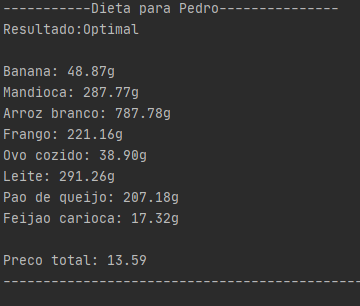 -----------Dieta para Pedro---------------
Resultado:Optimal
Banana: 48.87g
Mandioca: 287.77g
Arroz branco: 787.78g
Frango: 221.16g
Ovo cozido: 38.90g
Leite: 291.26g
Pao de queijo: 207.18g
Feijao carioca: 17.32g
Preco total: 13.59
---------------------------------------------